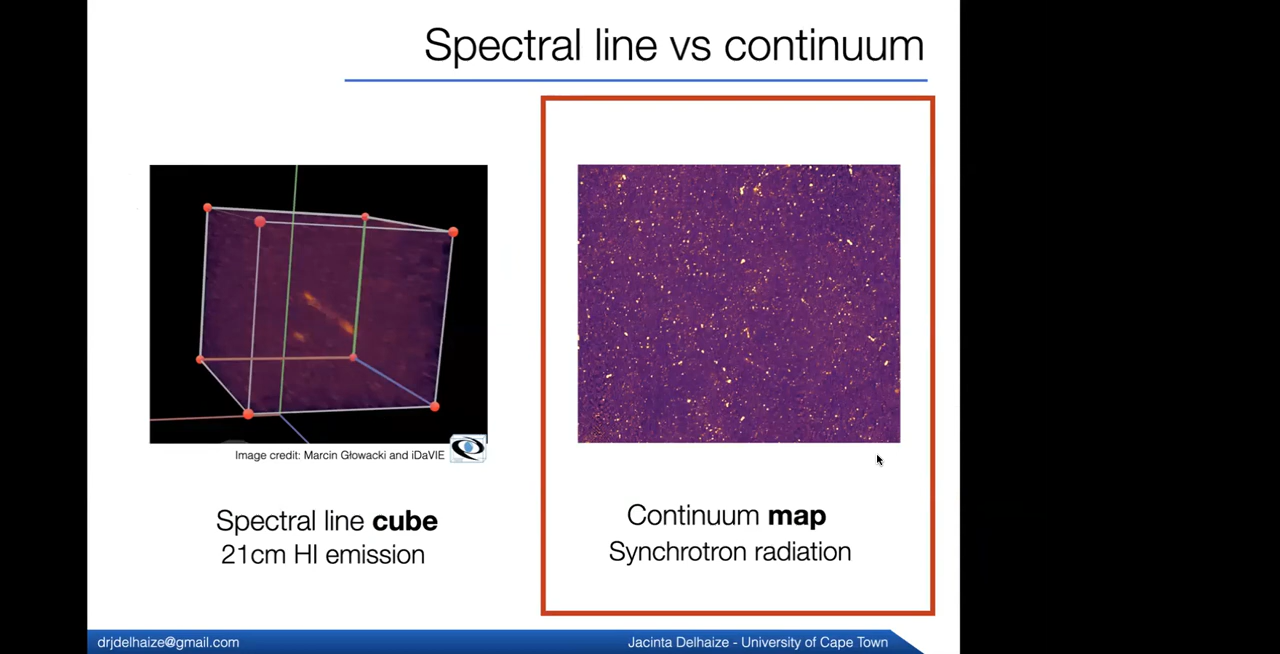 Spectral line vs continuum
Image credit: Marcin Głowacki and iDaVIE
Spectral line cube
21cm HI emission
Continuum map
Synchrotron radiation
drjdelhaize@gmail.com
Jacinta Delhaize - University of Cape Town